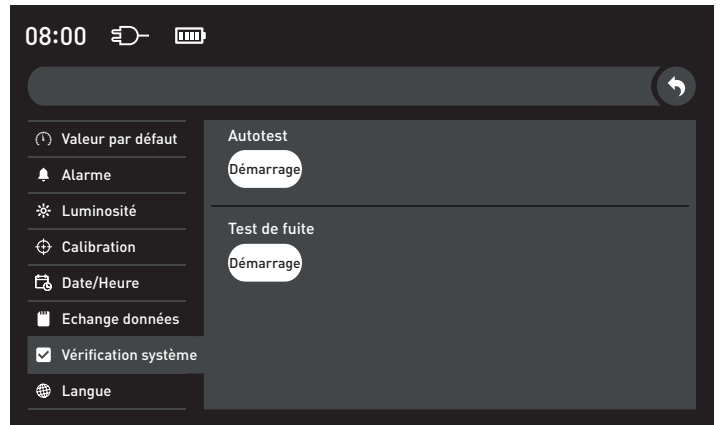 08:00
Valeur par défaut
Alarme
Luminosité
Calibration
Date/Heure
Echange données
Vérification système
Langue
Autotest
Démarrage
Test de fuite
Démarrage